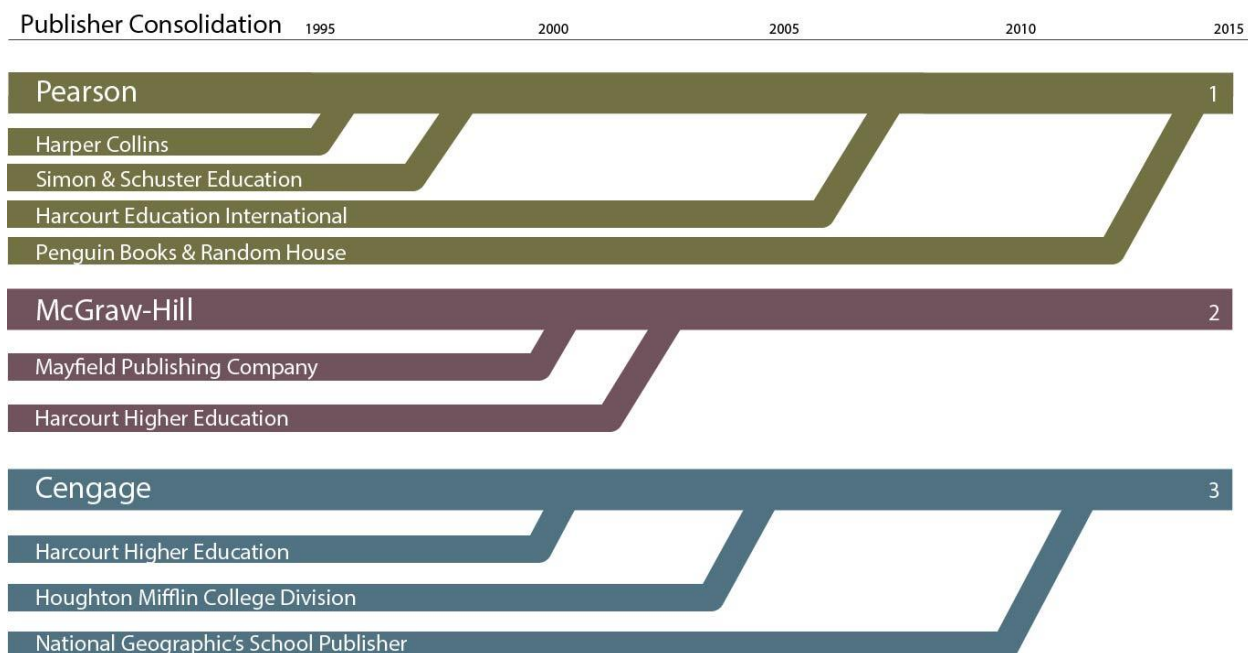 Publisher Consolidation 1995 2000 2005 2010 2015
Pearson 1
Harper Collins
Simon & Schuster Education
Harcourt Education International
Penguin Books & Random House
McGraw-Hill 2
Mayfield Publishing Company
Harcourt Higher Education
Cengage 3
Harcourt Higher Education
Houghton Mifflin College Division
National Geographic's School Publisher